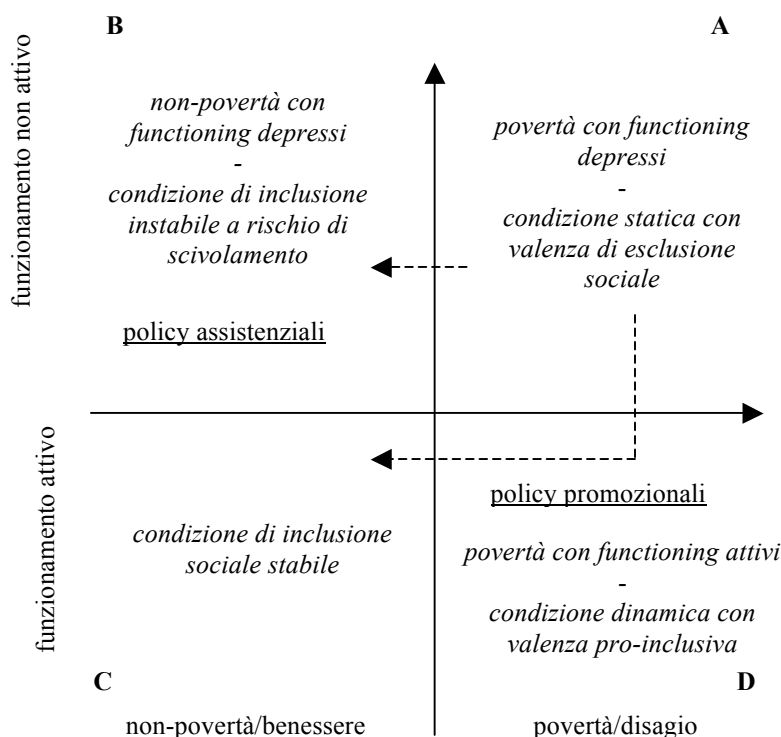 B
A
funzionamento non attivo
non-povertà con
functioning depressi
-
condizione di inclusione
instabile a rischio di
scivolamento
policy assistenziali
povertà con functioning
depressi
-
condizione statica con
valenza di esclusione
sociale
funzionamento attivo
condizione di inclusione
sociale stabile
policy promozionali
povertà con functioning attivi
-
condizione dinamica con
valenza pro-inclusiva
C
D
non-povertà/benessere
povertà/disagio